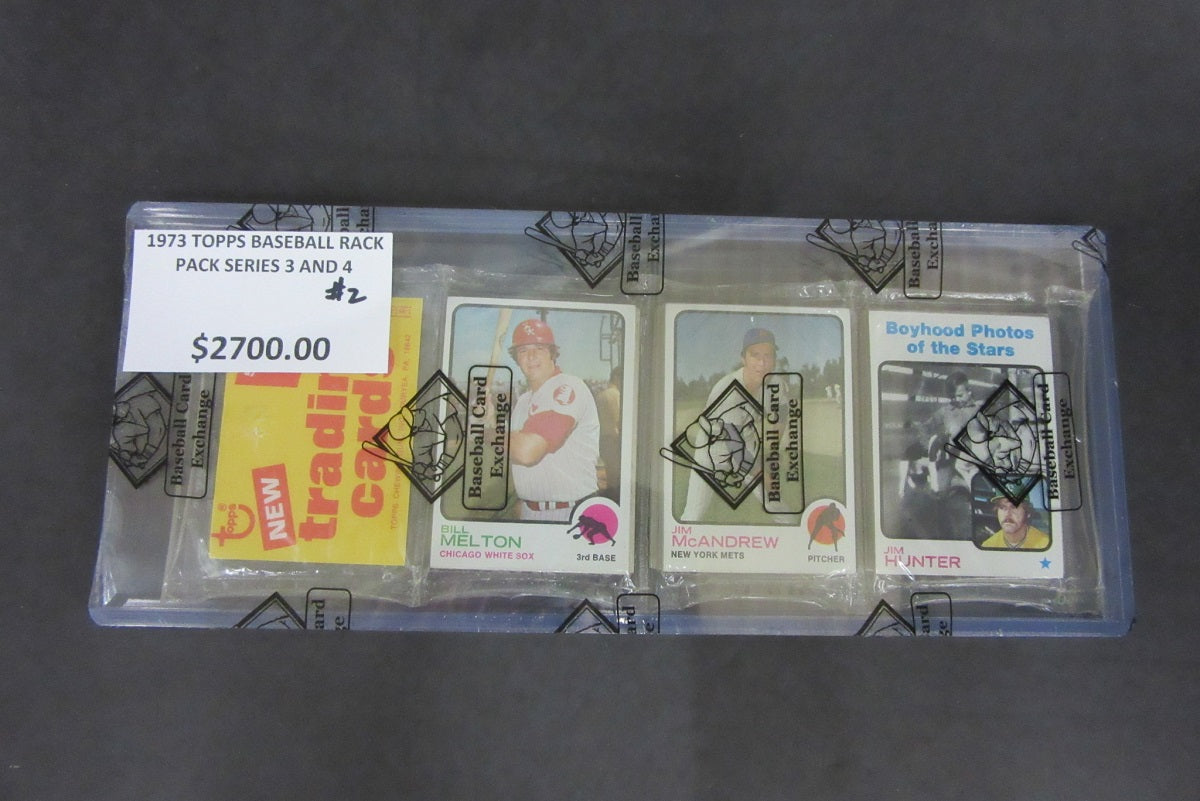 1973 TOPPS BASEBALL RACK
PACK SERIES 3 AND 4
#2
$2700.00
Topps
NEW
trading
cards
BILL
MELTON
CHICAGO WHITE SOX
3rd BASE
JIM
McANDREW
NEW YORK METS
PITCHER
Boyhood Photos
of the Stars
JIM
HUNTER
Baseball Card
Exchange
Baseball Card
Exchange
Baseball Card
Exchange
Baseball Card
Exchange
Baseball
Exchange
Baseball
Exchange